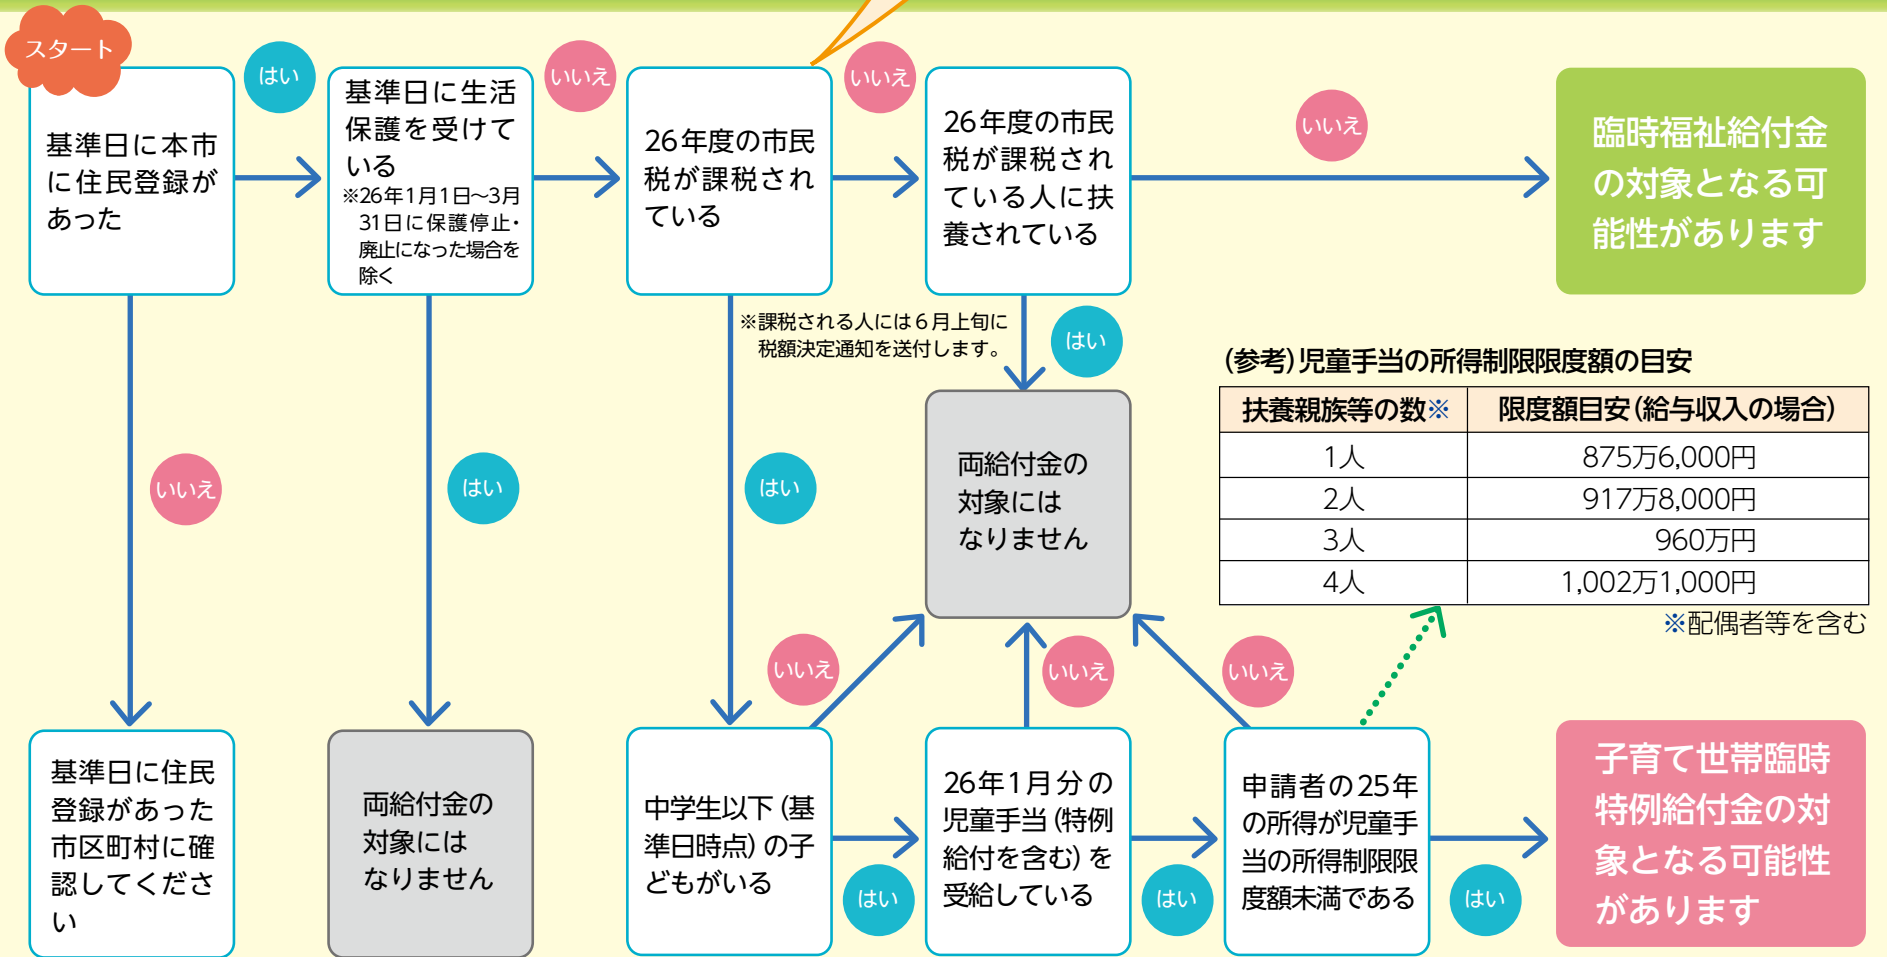 スタート
基準日に本市
に住民登録が
あった
はい
基準日に生活
保護を受けて
いる
※26年1月1日～3月
31日に保護停止・
廃止になった場合を
除く
いいえ
26年度の市民
税が課税され
ている
いいえ
26年度の市民
税が課税され
ている人に扶
養されている
いいえ
臨時福祉給付金
の対象となる可
能性があります
※課税される人には６月上旬に
税額決定通知を送付します。
はい
(参考)児童手当の所得制限限度額の目安
扶養親族等の数※ 限度額目安(給与収入の場合)
1人 875万6,000円
2人 917万8,000円
3人 960万円
4人 1,002万1,000円
※配偶者等を含む
両給付金の
対象には
なりません
いいえ
はい
はい
いいえ
いいえ
いいえ
基準日に住民
登録があった
市区町村に確
認してくださ
い
両給付金の
対象には
なりません
中学生以下(基
準日時点)の子
どもがいる
はい
26年1月分の
児童手当(特例
給付を含む)を
受給している
はい
申請者の25年
の所得が児童手
当の所得制限限
度額未満である
はい
子育て世帯臨時
特例給付金の対
象となる可能性
があります